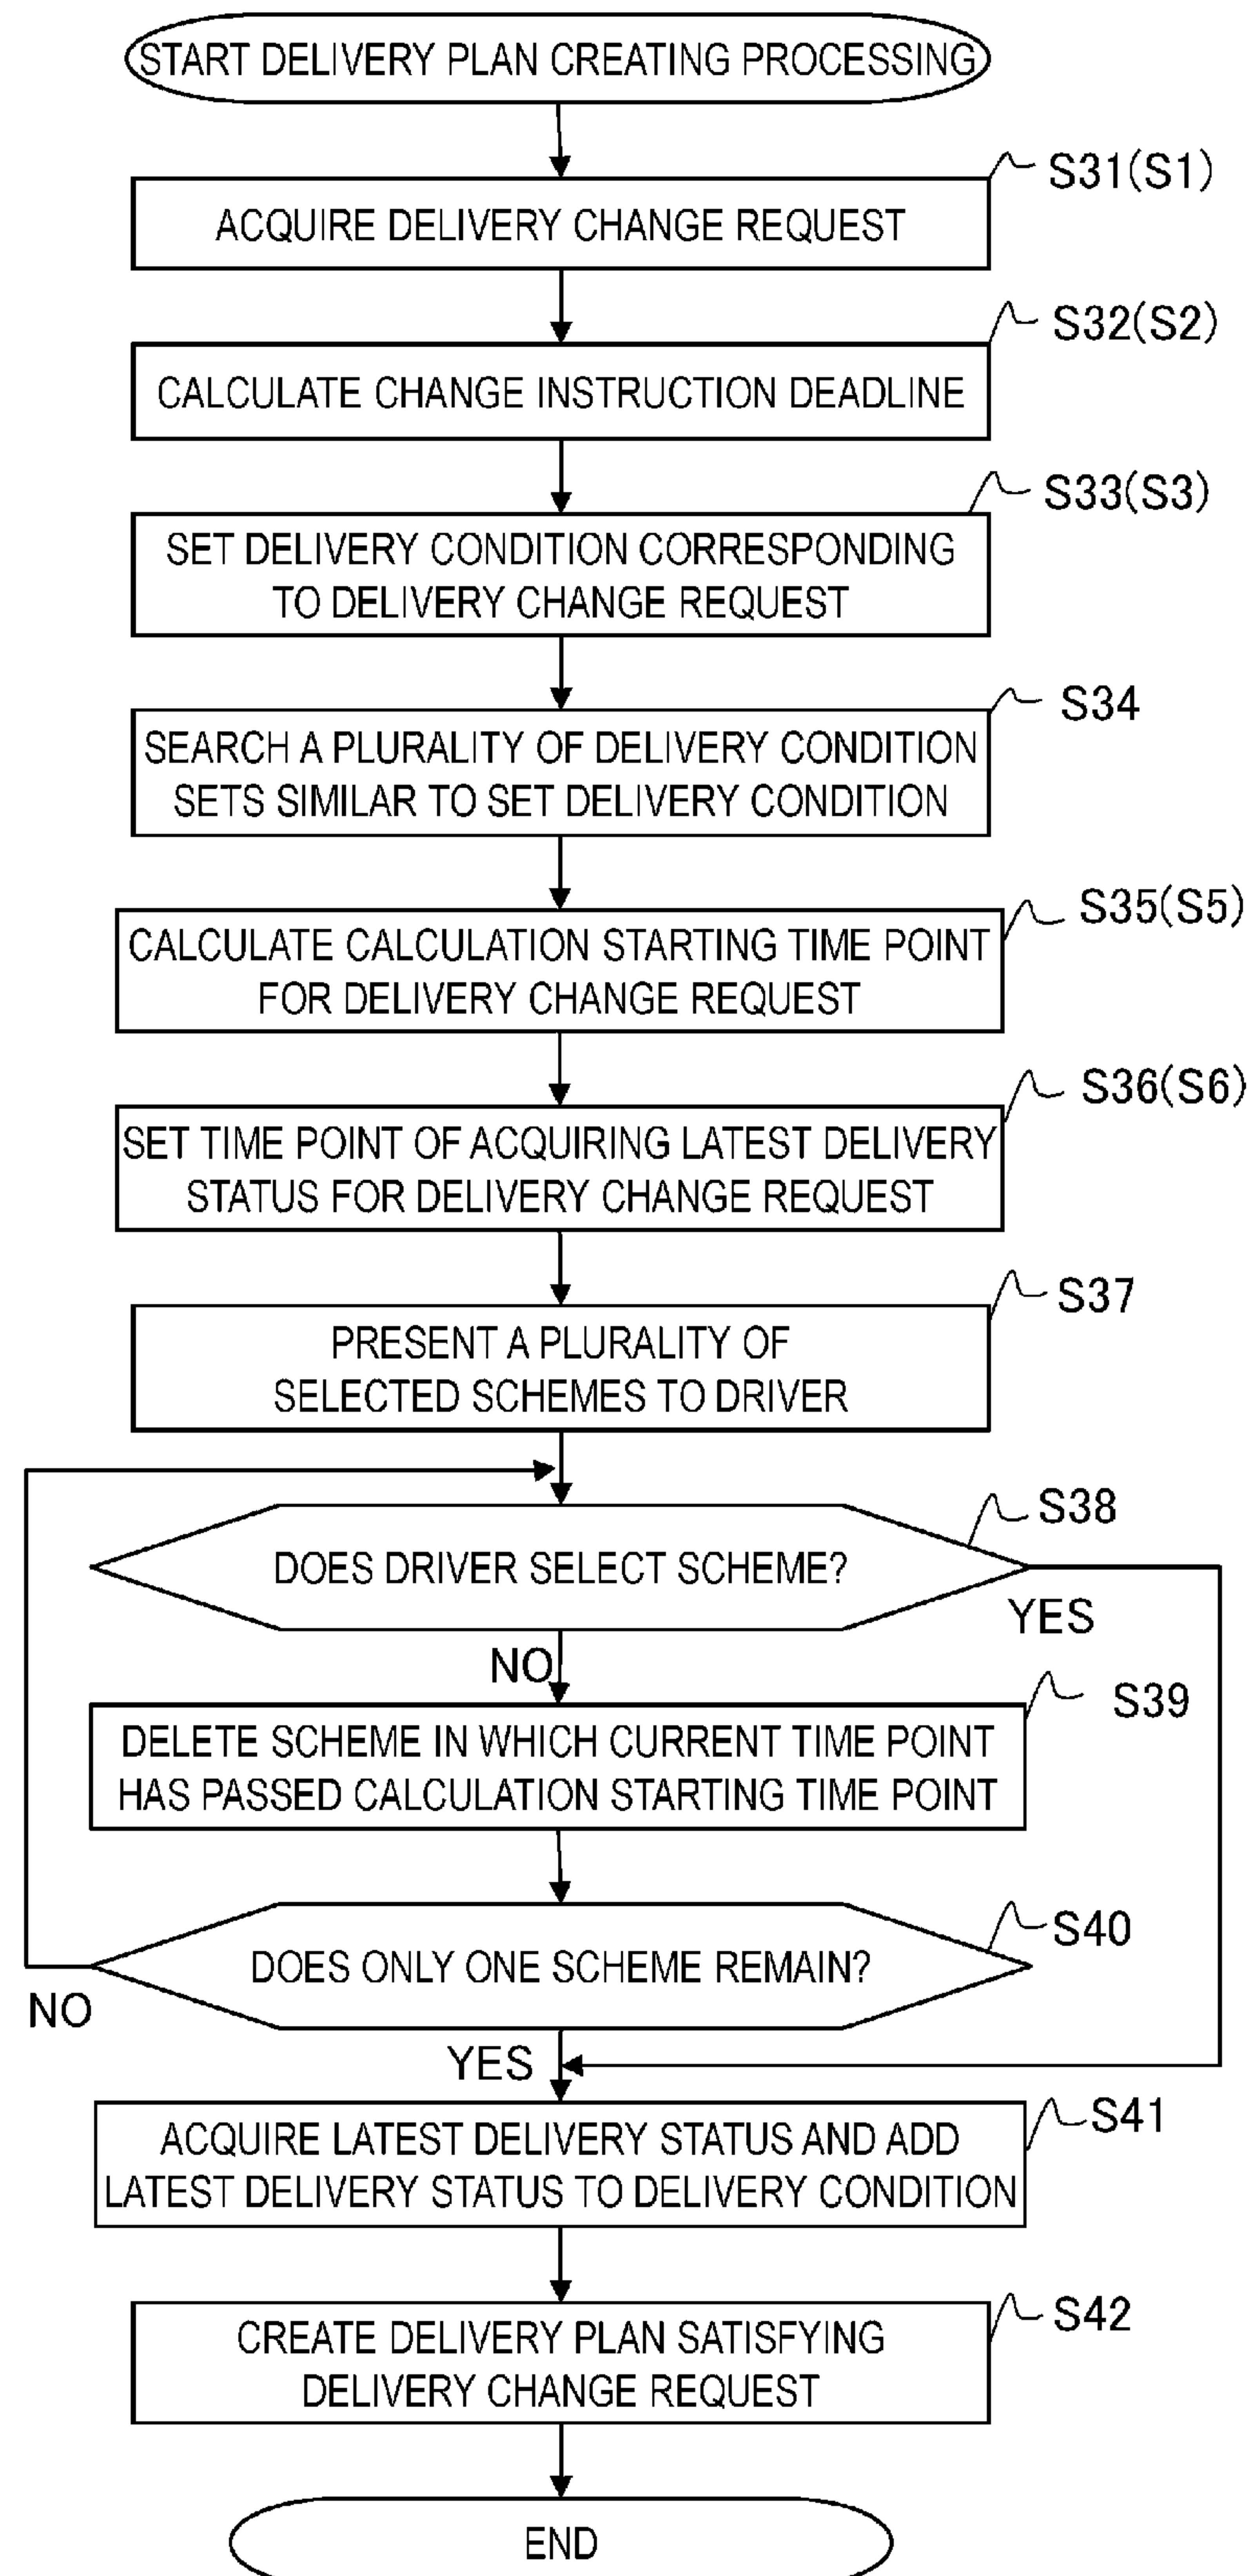 START DELIVERY PLAN CREATING PROCESSING
S31(S1)
ACQUIRE DELIVERY CHANGE REQUEST
S32(S2)
CALCULATE CHANGE INSTRUCTION DEADLINE
S33(S3)
SET DELIVERY CONDITION CORRESPONDING
TO DELIVERY CHANGE REQUEST
S34
SEARCH A PLURALITY OF DELIVERY CONDITION
SETS SIMILAR TO SET DELIVERY CONDITION
S35(S5)
CALCULATE CALCULATION STARTING TIME POINT
FOR DELIVERY CHANGE REQUEST
S36(S6)
SET TIME POINT OF ACQUIRING LATEST DELIVERY
STATUS FOR DELIVERY CHANGE REQUEST
S37
PRESENT A PLURALITY OF
SELECTED SCHEMES TO DRIVER
S38
DOES DRIVER SELECT SCHEME?
YES
NO
S39
DELETE SCHEME IN WHICH CURRENT TIME POINT
HAS PASSED CALCULATION STARTING TIME POINT
S40
DOES ONLY ONE SCHEME REMAIN?
NO
YES
S41
ACQUIRE LATEST DELIVERY STATUS AND ADD
LATEST DELIVERY STATUS TO DELIVERY CONDITION
S42
CREATE DELIVERY PLAN SATISFYING
DELIVERY CHANGE REQUEST
END